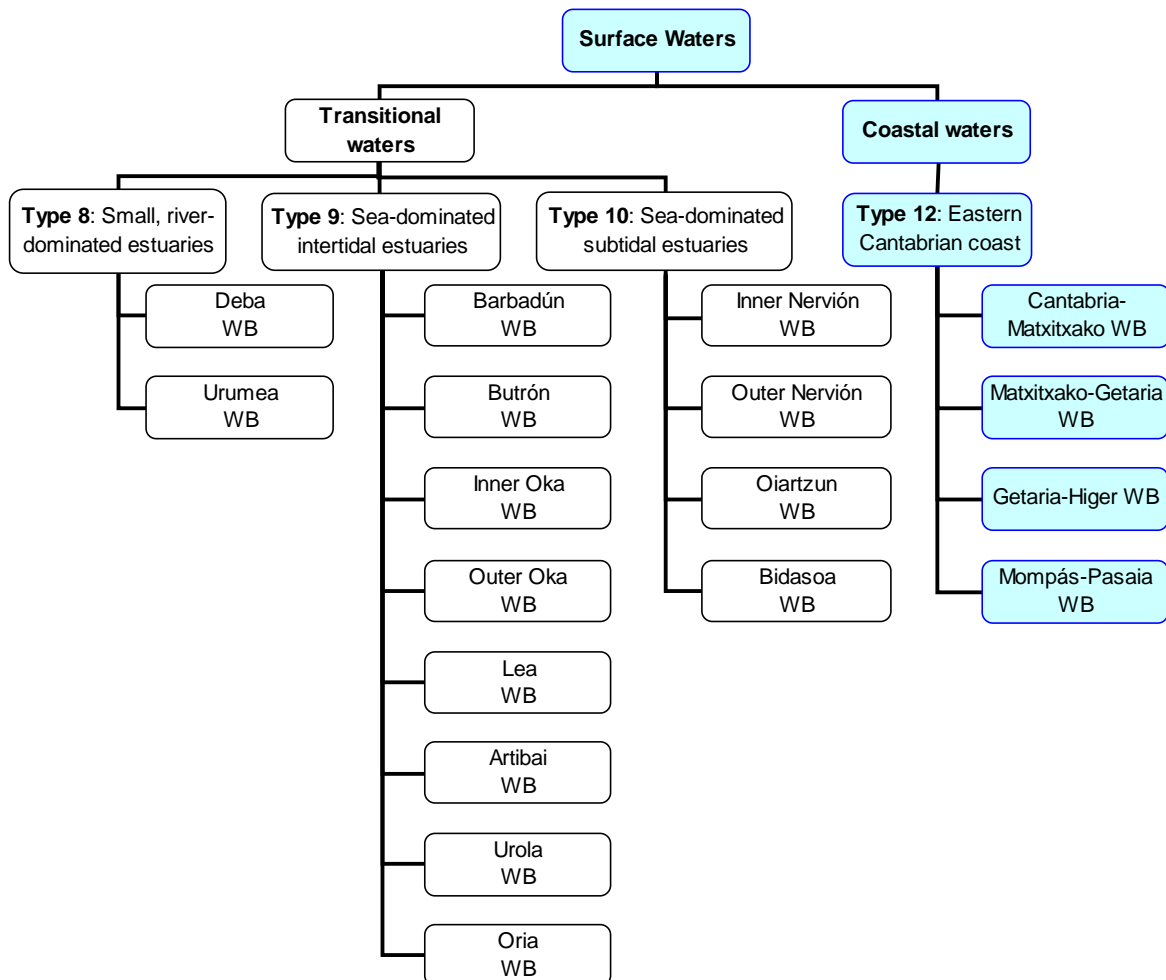 Surface Waters
Transitional
waters
Coastal waters
Type 8: Small, river-
dominated estuaries
Type 9: Sea-dominated
intertidal estuaries
Type 10: Sea-dominated
subtidal estuaries
Type 12: Eastern
Cantabrian coast
Deba
WB
Urumea
WB
Barbadún
WB
Butrón
WB
Inner Oka
WB
Outer Oka
WB
Lea
WB
Artibai
WB
Urola
WB
Oria
WB
Inner Nervión
WB
Outer Nervión
WB
Oiartzun
WB
Bidasoa
WB
Cantabria-
Matxitxako WB
Matxitxako-Getaria
WB
Getaria-Higer WB
Mompás-Pasaia
WB